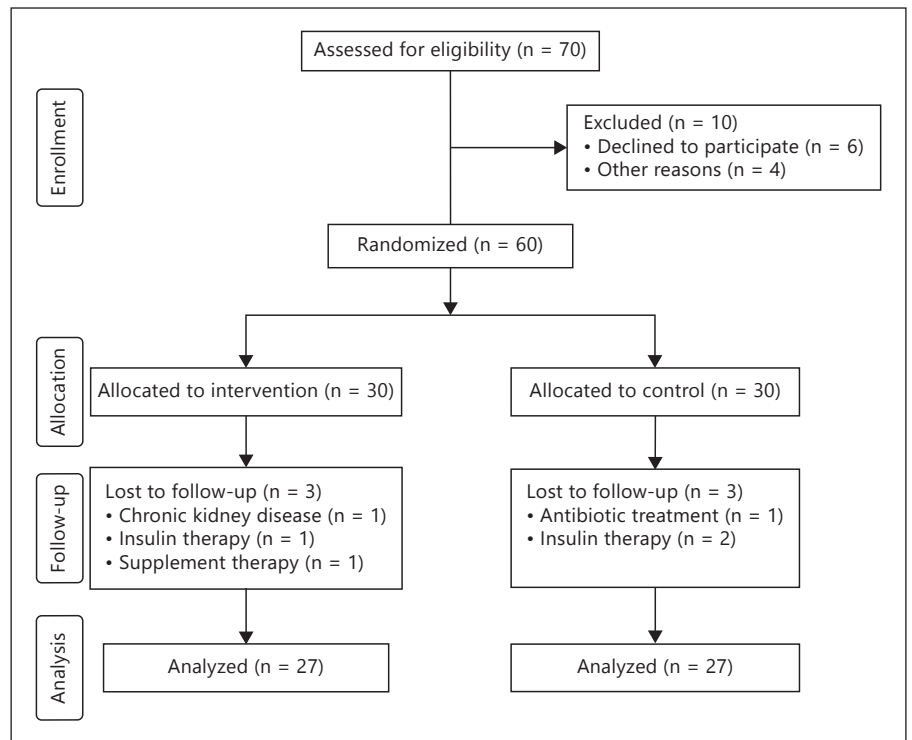 Assessed for eligibility (n = 70)
Enrollment
Excluded (n = 10)
• Declined to participate (n = 6)
• Other reasons (n = 4)
Randomized (n = 60)
Allocation
Allocated to intervention (n = 30)
Allocated to control (n = 30)
Follow-up
Lost to follow-up (n = 3)
• Chronic kidney disease (n = 1)
• Insulin therapy (n = 1)
• Supplement therapy (n = 1)
Lost to follow-up (n = 3)
• Antibiotic treatment (n = 1)
• Insulin therapy (n = 2)
Analysis
Analyzed (n = 27)
Analyzed (n = 27)